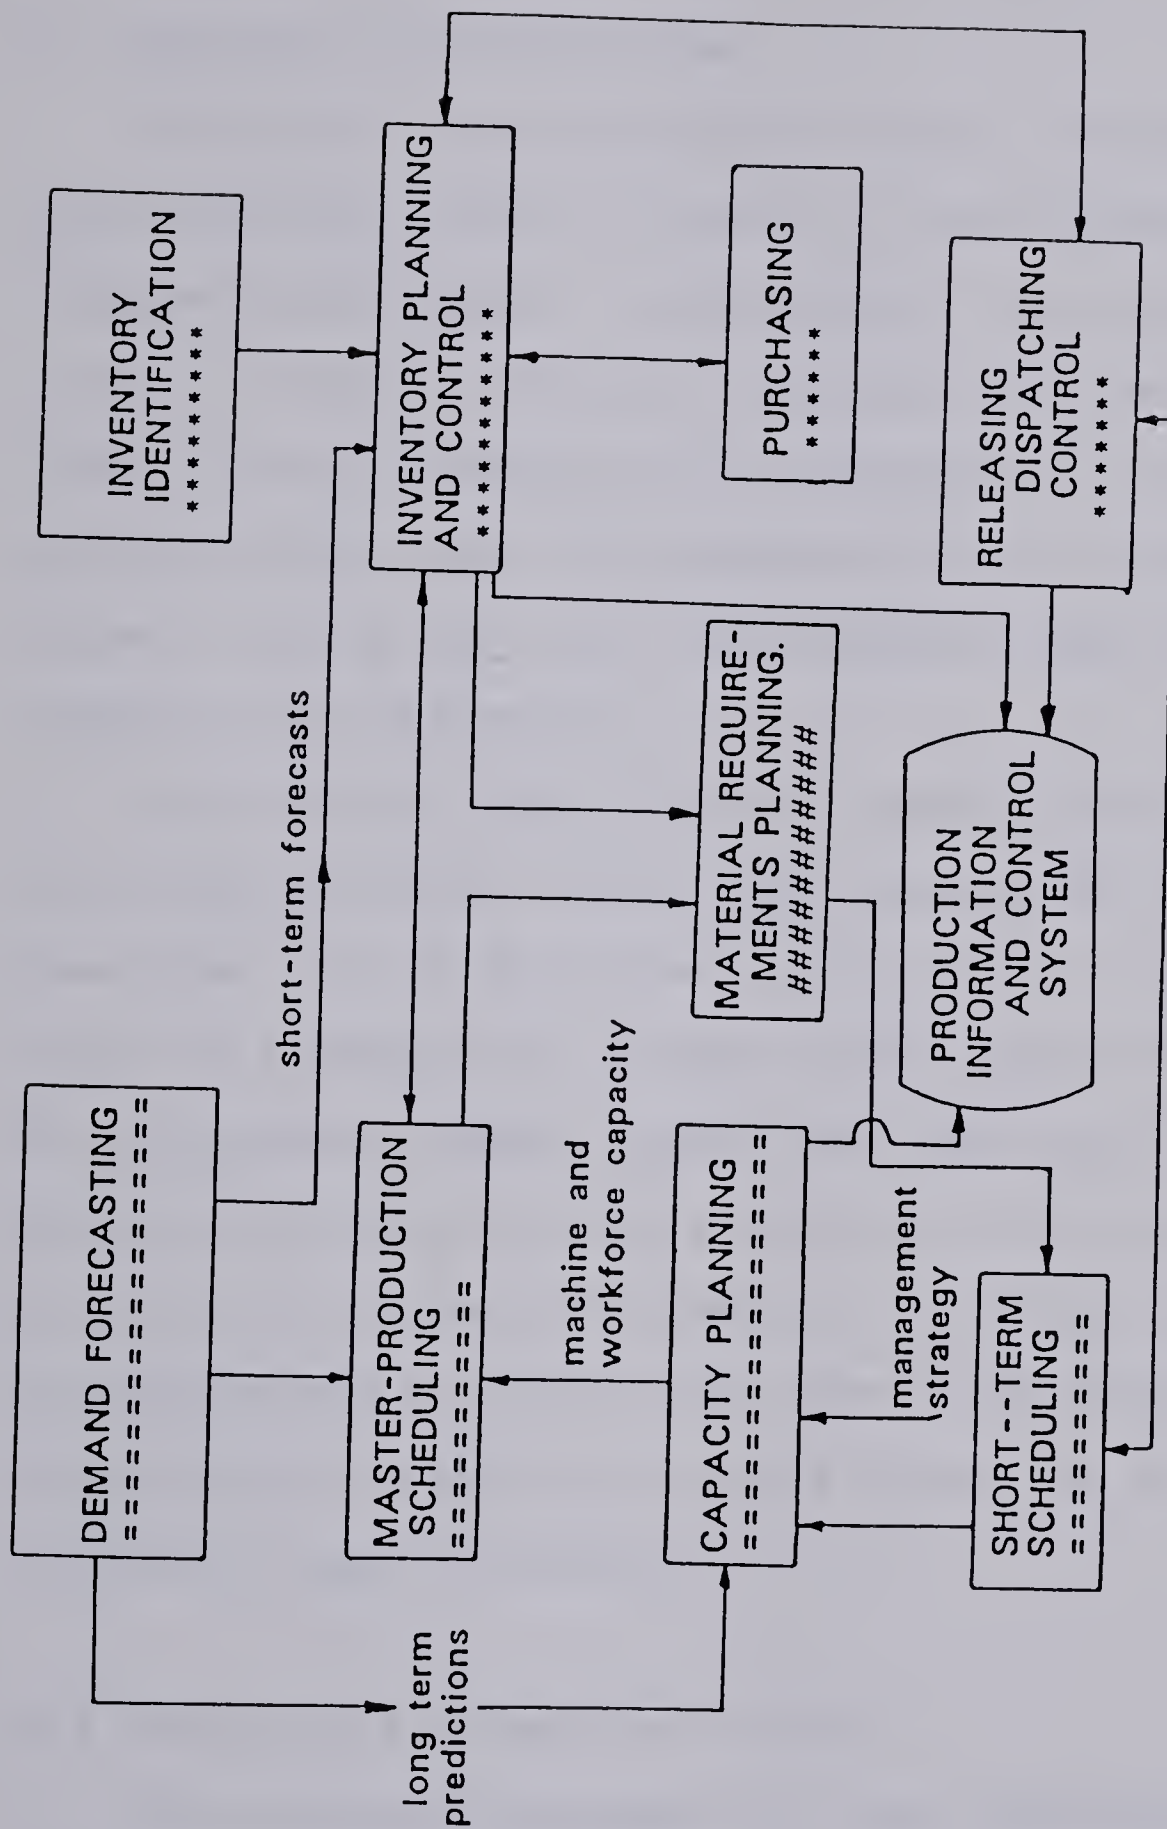 DEMAND FORECASTING
====================
short-term forecasts
INVENTORY
IDENTIFICATION
*********
long term
predictions
MASTER-PRODUCTION
SCHEDULING
============
INVENTORY PLANNING
AND CONTROL
***********
machine and
workforce capacity
CAPACITY PLANNING
==================
MATERIAL REQUIRE-
MENTS PLANNING.
############
PURCHASING
******
management
strategy
SHORT--TERM
SCHEDULING
==========
PRODUCTION
INFORMATION
AND CONTROL
SYSTEM
RELEASING
DISPATCHING
CONTROL
*******